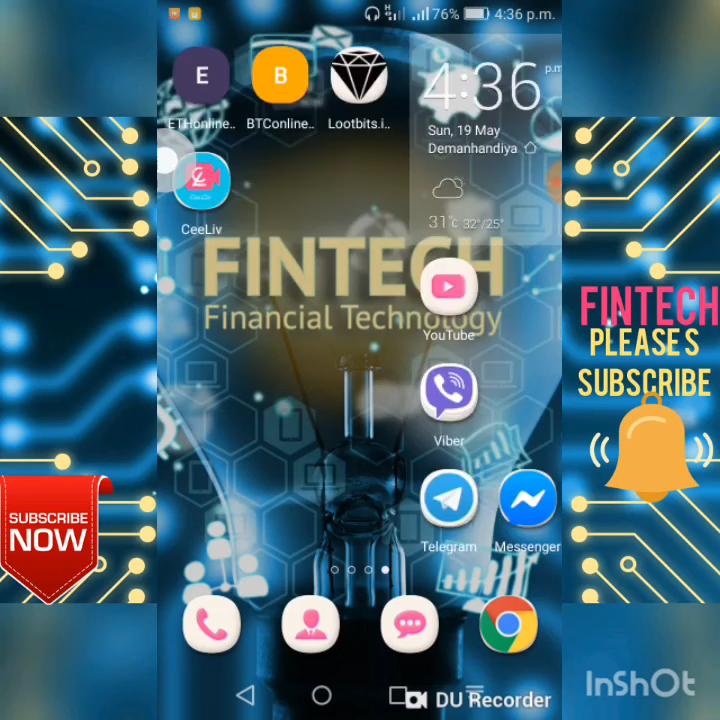 76% 4:36 p.m.
E
B
4:36 p.m
ETHonline.. BTConline.. Lootbits.i..
Sun, 19 May
Demanhandiya
CeeLiv
31°c 32°/25°
FINTECH
Financial Technology
YouTube
Viber
Telegram Messenger
FINTECH
PLEASE S
SUBSCRIBE
SUBSCRIBE
NOW
DU Recorder
InShOt